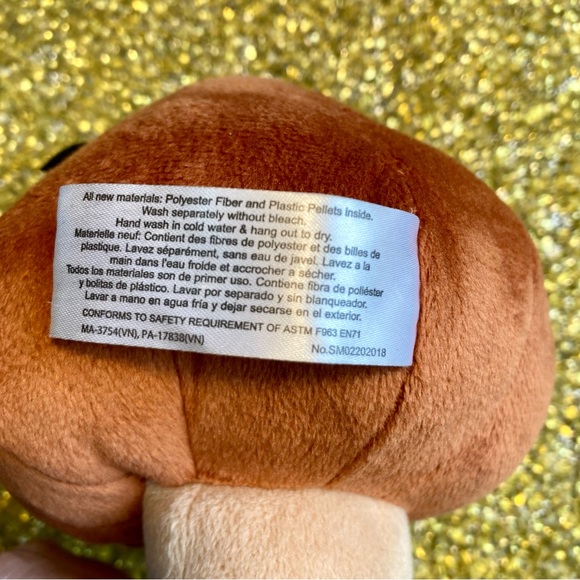 All new materials: Polyester Fiber and Plastic Pellets Inside.
Wash separately without bleach.
Hand wash in cold water & hang out to dry.
Materielle neuf: Contient des fibres de polyester et des billes de
plastique. Lavez séparément, sans eau de javel. Lavez a la
main dans l'eau froide et accrocher a sécher.
Todos los materiales son de primer uso. Contiene fibra de poliéster
y bolitas de plástico. Lavar por separado y sin blanqueador.
Lavar a mano en agua fría y dejar secarse en el exterior.
CONFORMS TO SAFETY REQUIREMENT OF ASTM F963 EN71
MA-3754(VN), PA-17838(VN)
No.SM02202018